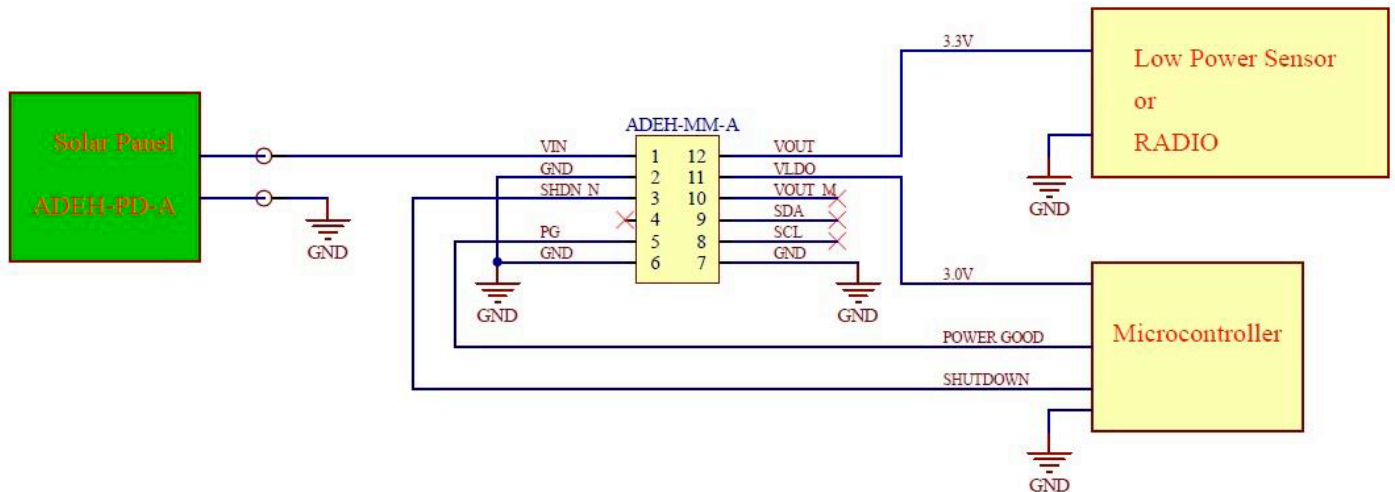 Solar Panel
ADEH-PD-A
GND
ADEH-MM-A
VIN
GND
SHDN_N
PG
GND
GND
1 12
2 11
3 10
4 9
5 8
6 7
VOUT
VLDO
VOUT_M
SDA
SCL
GND
GND
3.3V
Low Power Sensor
or
RADIO
GND
3.0V
POWER GOOD
SHUTDOWN
Microcontroller
GND